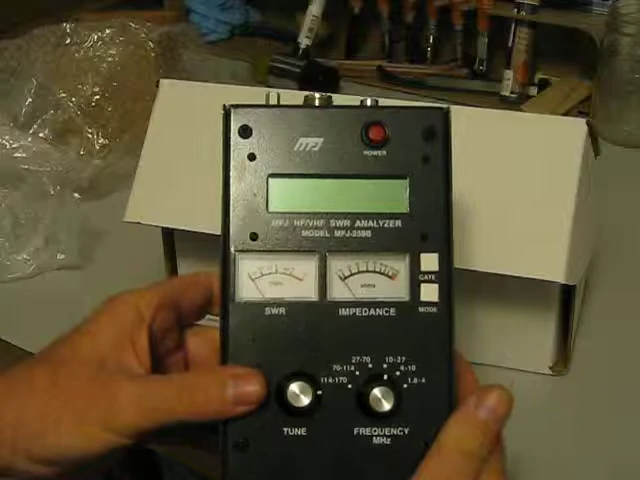 MFJ
POWER
MFJ HF/VHF SWR ANALYZER
MODEL MFJ-259B
GATE
MODE
ohms
SWR
IMPEDANCE
27-70
10-27
70-114
4-10
114-170
1.8-4
TUNE
FREQUENCY
MHz